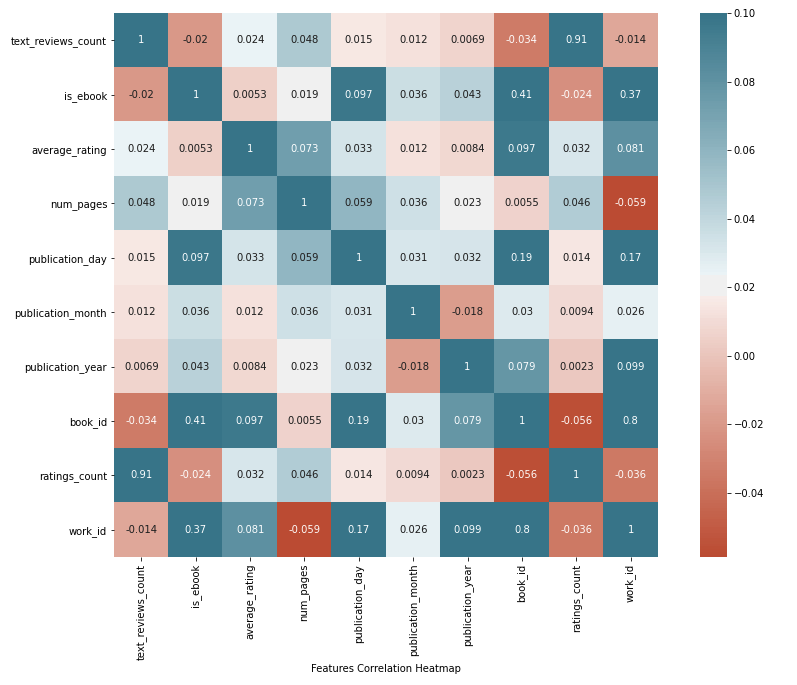 text_reviews_count 1 -0.02 0.024 0.048 0.015 0.012 0.0069 -0.034 0.91 -0.014
is_ebook -0.02 1 0.0053 0.019 0.097 0.036 0.043 0.41 -0.024 0.37
average_rating 0.024 0.0053 1 0.073 0.033 0.012 0.0084 0.097 0.032 0.081
num_pages 0.048 0.019 0.073 1 0.059 0.036 0.023 0.0055 0.046 -0.059
publication_day 0.015 0.097 0.033 0.059 1 0.031 0.032 0.19 0.014 0.17
publication_month 0.012 0.036 0.012 0.036 0.031 1 -0.018 0.03 0.0094 0.026
publication_year 0.0069 0.043 0.0084 0.023 0.032 -0.018 1 0.079 0.0023 0.099
book_id -0.034 0.41 0.097 0.0055 0.19 0.03 0.079 1 -0.056 0.8
ratings_count 0.91 -0.024 0.032 0.046 0.014 0.0094 0.0023 -0.056 1 -0.036
work_id -0.014 0.37 0.081 -0.059 0.17 0.026 0.099 0.8 -0.036 1
text_reviews_count
is_ebook
average_rating
num_pages
publication_day
publication_month
publication_year
book_id
ratings_count
work_id
Features Correlation Heatmap
0.10
0.08
0.06
0.04
0.02
0.00
−0.02
−0.04